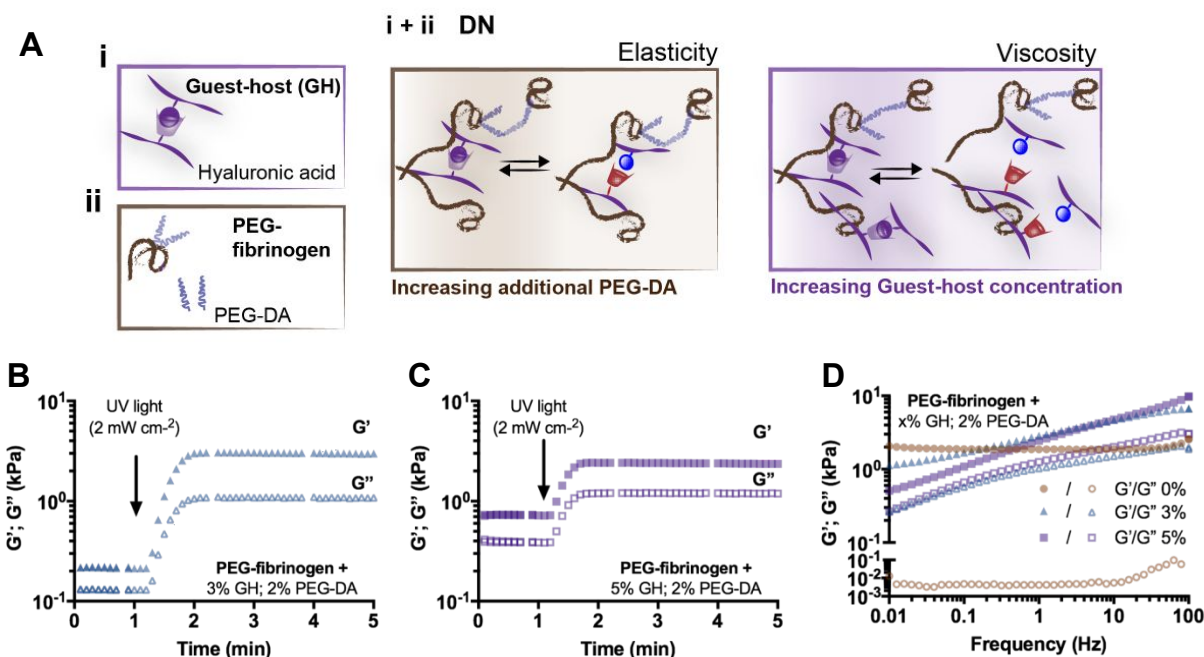 A
i
Guest-host (GH)
Hyaluronic acid
ii
PEG-
fibrinogen
PEG-DA
i + ii DN
Elasticity
Increasing additional PEG-DA
Viscosity
Increasing Guest-host concentration
B
G'; G'' (kPa)
10¹
10⁰
10⁻¹
UV light
(2 mW cm⁻²)
G'
G''
PEG-fibrinogen +
3% GH; 2% PEG-DA
0 1 2 3 4 5
Time (min)
C
G'; G'' (kPa)
10¹
10⁰
10⁻¹
UV light
(2 mW cm⁻²)
G'
G''
PEG-fibrinogen +
5% GH; 2% PEG-DA
0 1 2 3 4 5
Time (min)
D
G'; G'' (kPa)
10¹
10⁰
10⁻¹
10⁻¹
10⁻²
10⁻³
PEG-fibrinogen +
x% GH; 2% PEG-DA
/ G'/G'' 0%
/ G'/G'' 3%
/ G'/G'' 5%
0.01 0.1 1 10 100
Frequency (Hz)